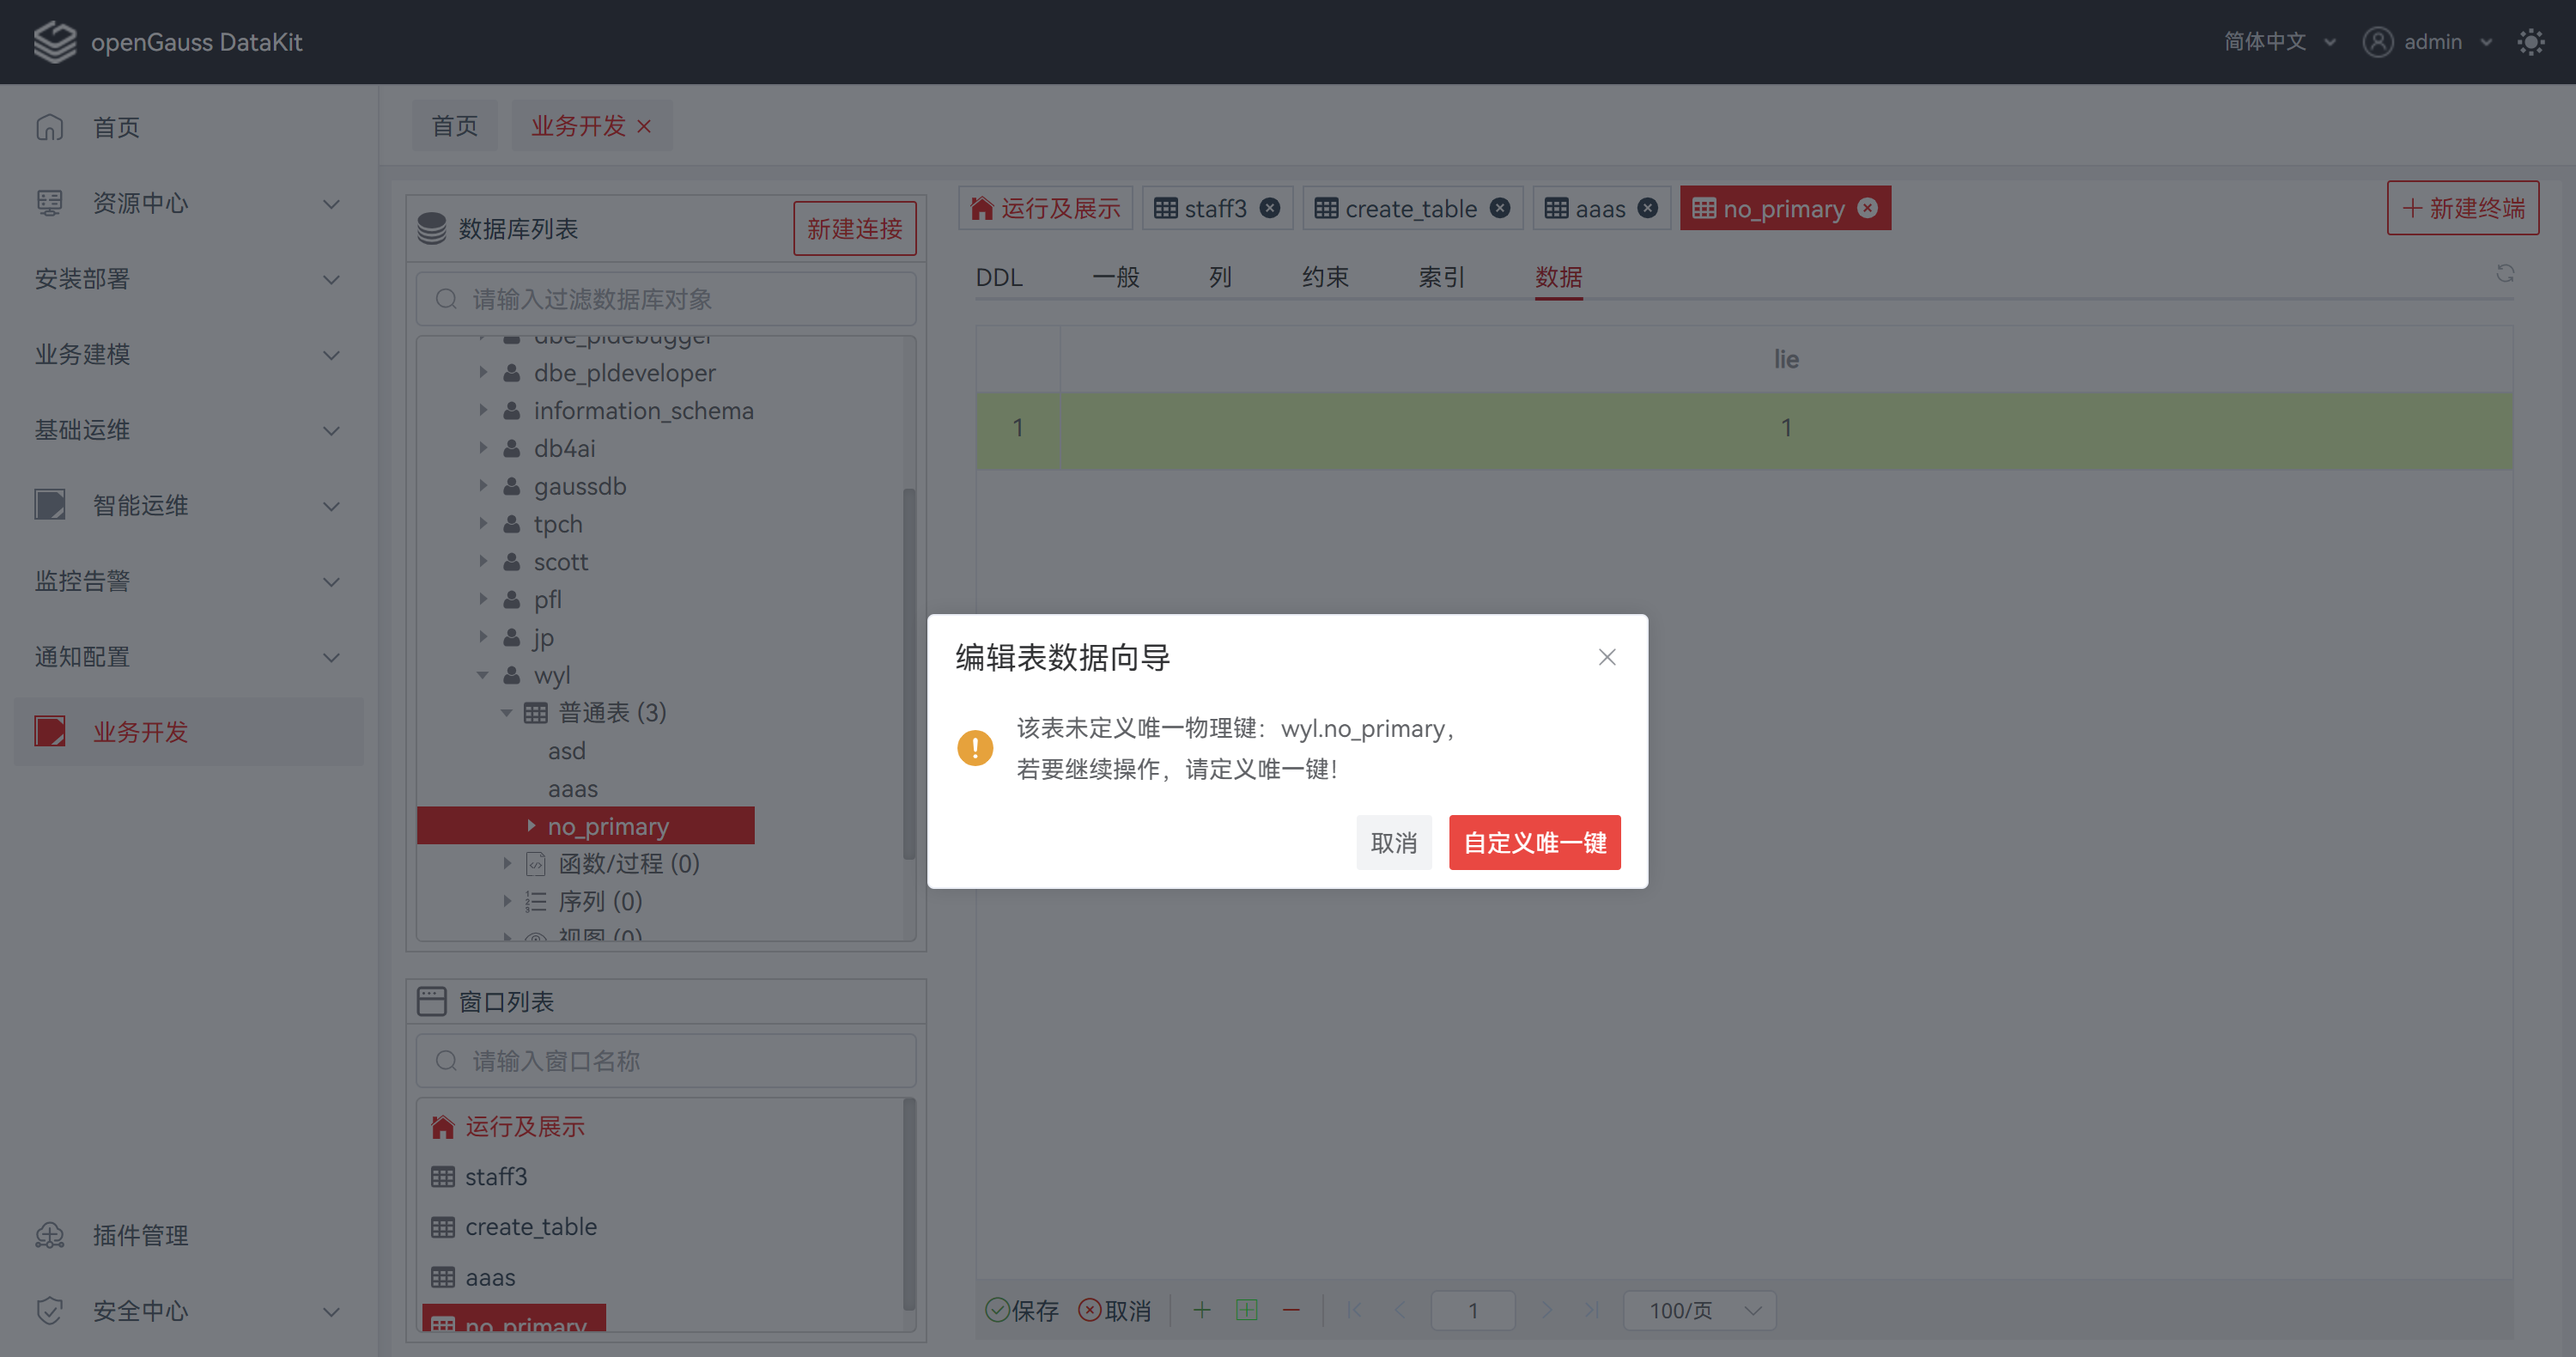 openGauss DataKit
简体中文
admin
首页
资源中心
安装部署
业务建模
基础运维
智能运维
监控告警
通知配置
业务开发
插件管理
安全中心
首页
业务开发
数据库列表
新建连接
请输入过滤数据库对象
dbe_pldebugger
dbe_pldeveloper
information_schema
db4ai
gaussdb
tpch
scott
pfl
jp
wyl
普通表 (3)
asd
aaas
no_primary
函数/过程 (0)
序列 (0)
视图 (0)
窗口列表
请输入窗口名称
运行及展示
staff3
create_table
aaas
no_primary
运行及展示
staff3
create_table
aaas
no_primary
新建终端
DDL
一般
列
约束
索引
数据
lie
1
1
编辑表数据向导
该表未定义唯一物理键：wyl.no_primary，
若要继续操作，请定义唯一键！
取消
自定义唯一键
保存
取消
1
100/页